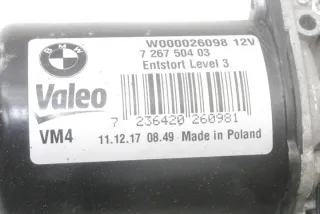 BMW
W000026098 12V
7 267 504 03
Entstort Level 3
Valeo
7 236420 260981
VM4
11.12.17 08.49 Made in Poland